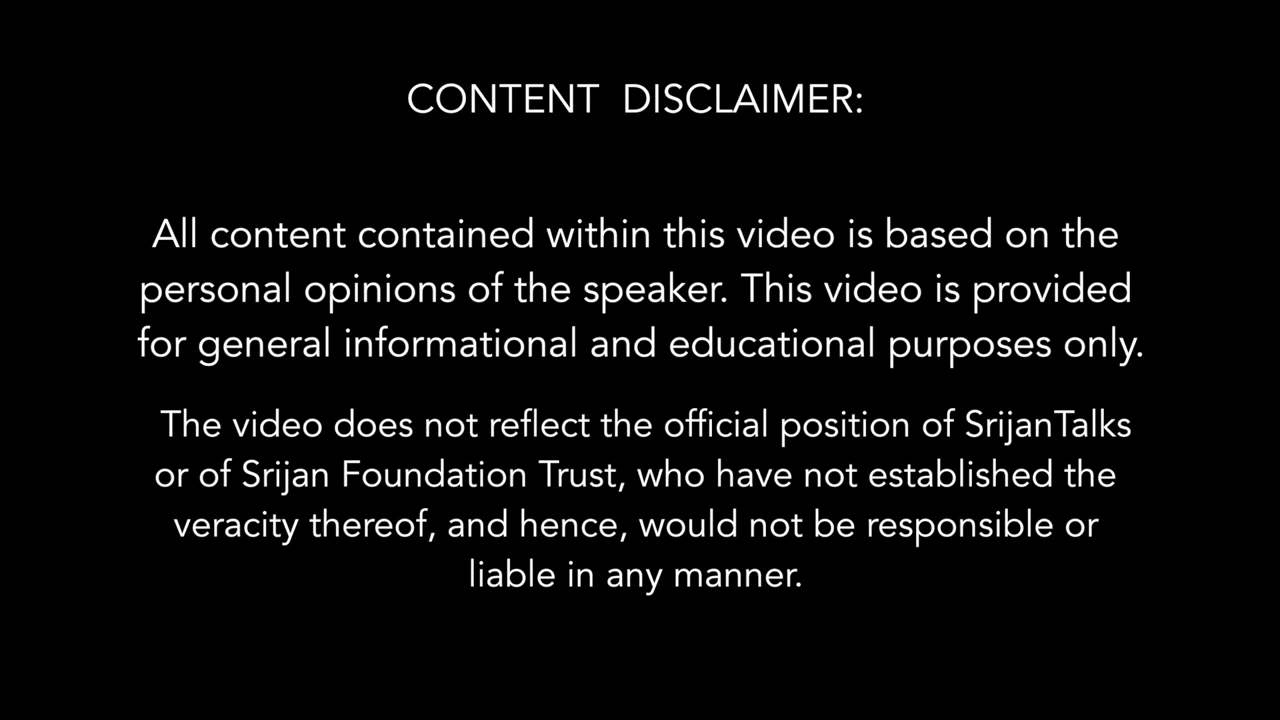 CONTENT DISCLAIMER:
All content contained within this video is based on the
personal opinions of the speaker. This video is provided
for general informational and educational purposes only.
The video does not reflect the official position of SrijanTalks
or of Srijan Foundation Trust, who have not established the
veracity thereof, and hence, would not be responsible or
liable in any manner.